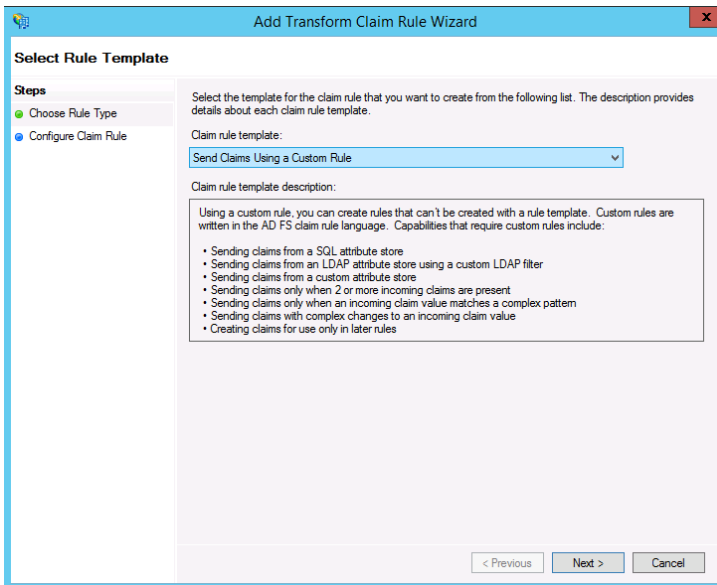 Add Transform Claim Rule Wizard
x
Select Rule Template
Steps
Choose Rule Type
Configure Claim Rule
Select the template for the claim rule that you want to create from the following list. The description provides
details about each claim rule template.
Claim rule template:
Send Claims Using a Custom Rule
Claim rule template description:
Using a custom rule, you can create rules that can't be created with a rule template. Custom rules are
written in the AD FS claim rule language. Capabilities that require custom rules include:
• Sending claims from a SQL attribute store
• Sending claims from an LDAP attribute store using a custom LDAP filter
• Sending claims from a custom attribute store
• Sending claims only when 2 or more incoming claims are present
• Sending claims only when an incoming claim value matches a complex pattern
• Sending claims with complex changes to an incoming claim value
• Creating claims for use only in later rules
< Previous
Next >
Cancel